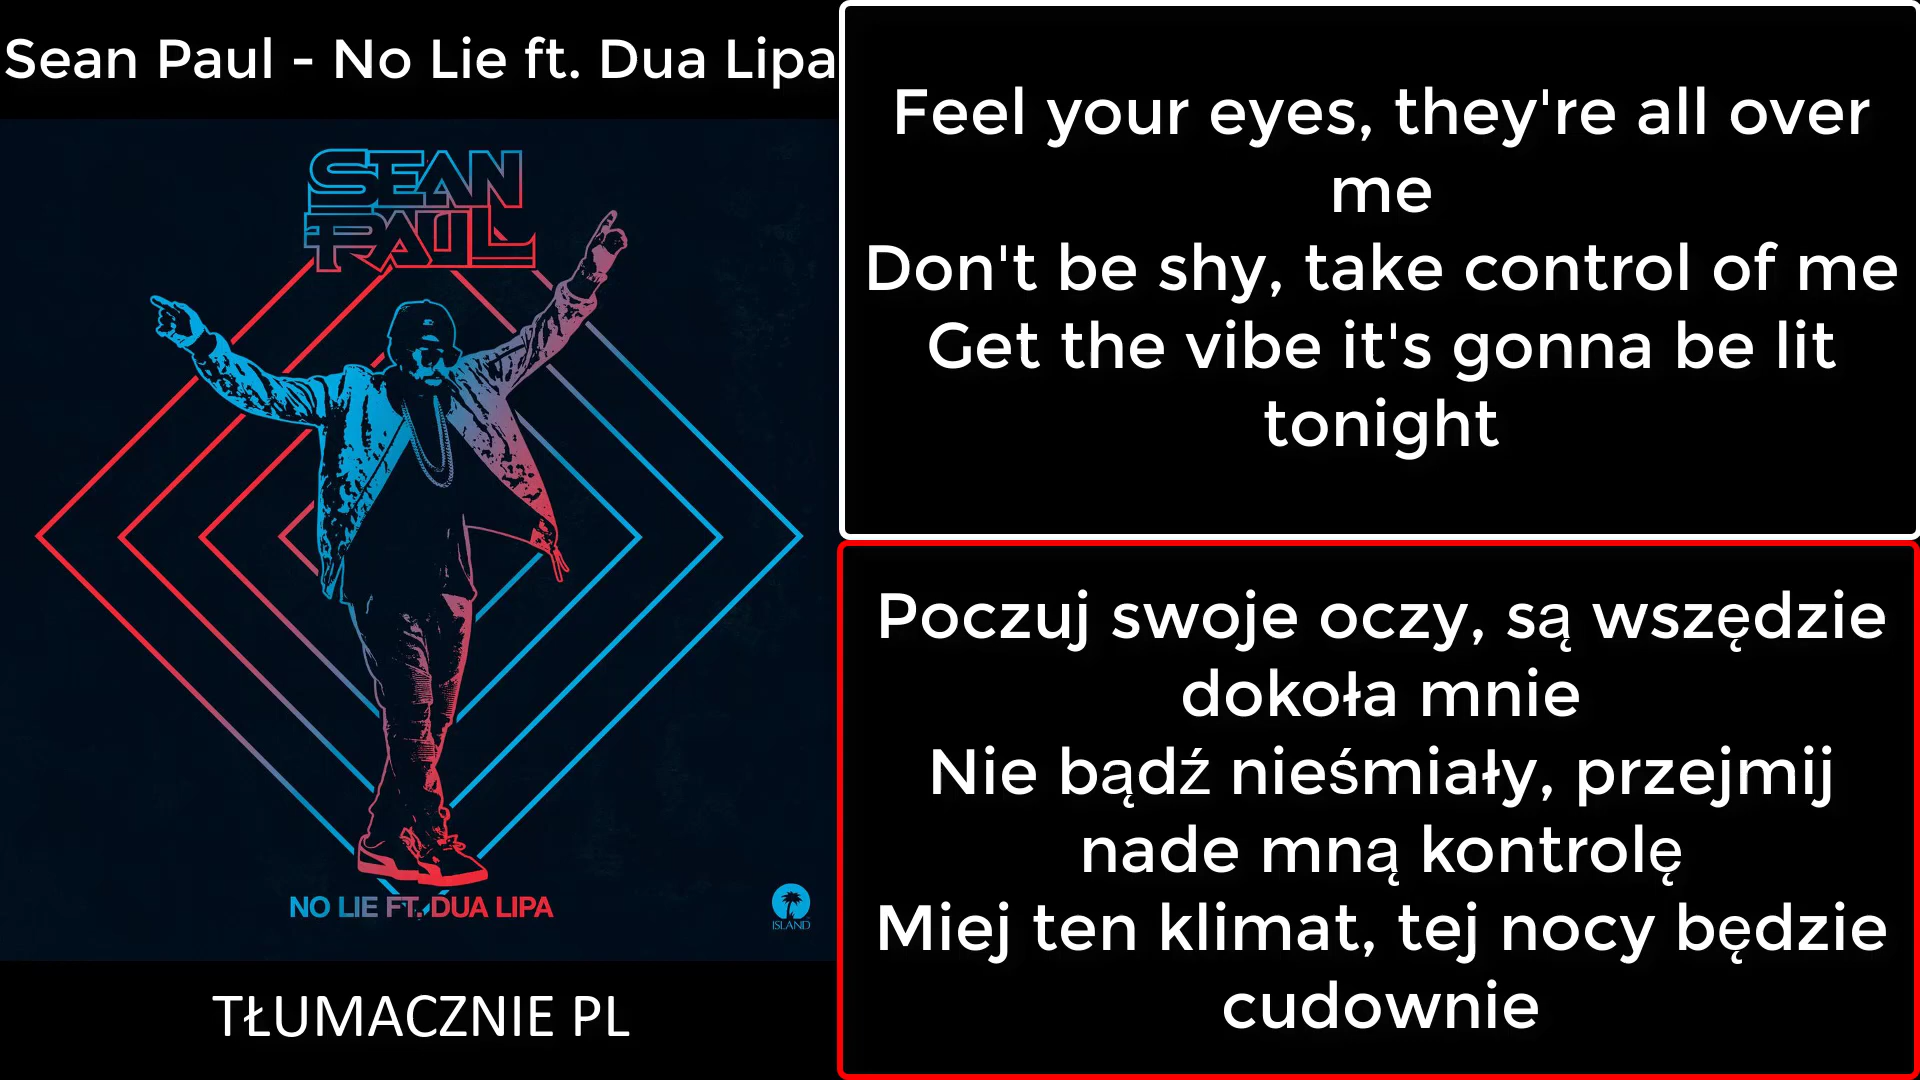 Sean Paul - No Lie ft. Dua Lipa
SEAN
PAUL
NO LIE FT. DUA LIPA
ISLAND
TŁUMACZNIE PL
Feel your eyes, they're all over
me
Don't be shy, take control of me
Get the vibe it's gonna be lit
tonight
Poczuj swoje oczy, są wszędzie
dokoła mnie
Nie bądź nieśmiały, przejmij
nade mną kontrolę
Miej ten klimat, tej nocy będzie
cudownie